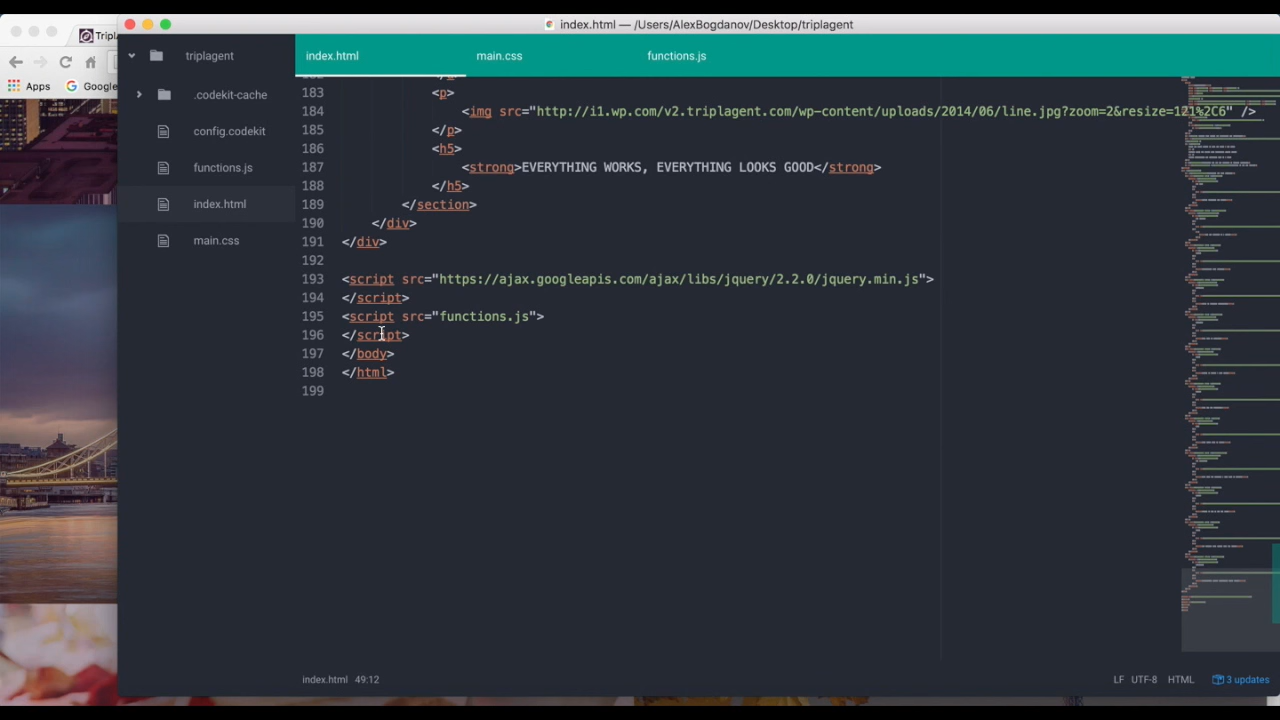 index.html — /Users/AlexBogdanov/Desktop/triplagent
Tripl
Apps
Google
triplagent
.codekit-cache
config.codekit
functions.js
index.html
main.css
index.html
main.css
functions.js
183 <p>
184 <img src="http://i1.wp.com/v2.triplagent.com/wp-content/uploads/2014/06/line.jpg?zoom=2&resize=121%2C6" />
185 </p>
186 <h5>
187 <strong>EVERYTHING WORKS, EVERYTHING LOOKS GOOD</strong>
188 </h5>
189 </section>
190 </div>
191 </div>
192
193 <script src="https://ajax.googleapis.com/ajax/libs/jquery/2.2.0/jquery.min.js">
194 </script>
195 <script src="functions.js">
196 </script>
197 </body>
198 </html>
199
index.html 49:12
LF UTF-8 HTML 3 updates